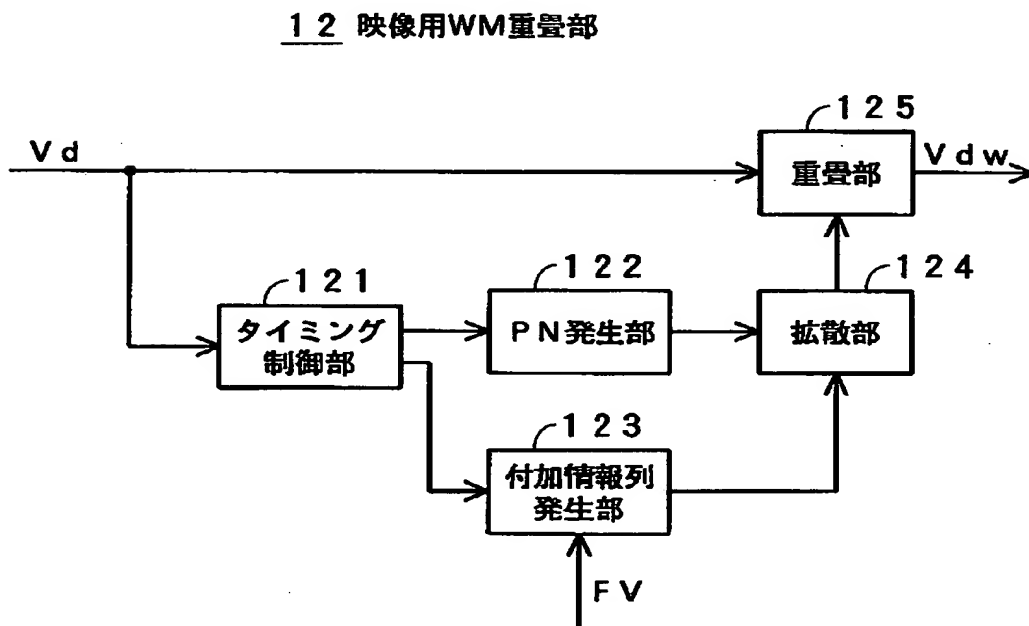 12 映像用WM重畳部
125
Vd
Vdw
重畳部
121
122
124
タイミング
制御部
PN発生部
拡散部
123
付加情報列
発生部
FV